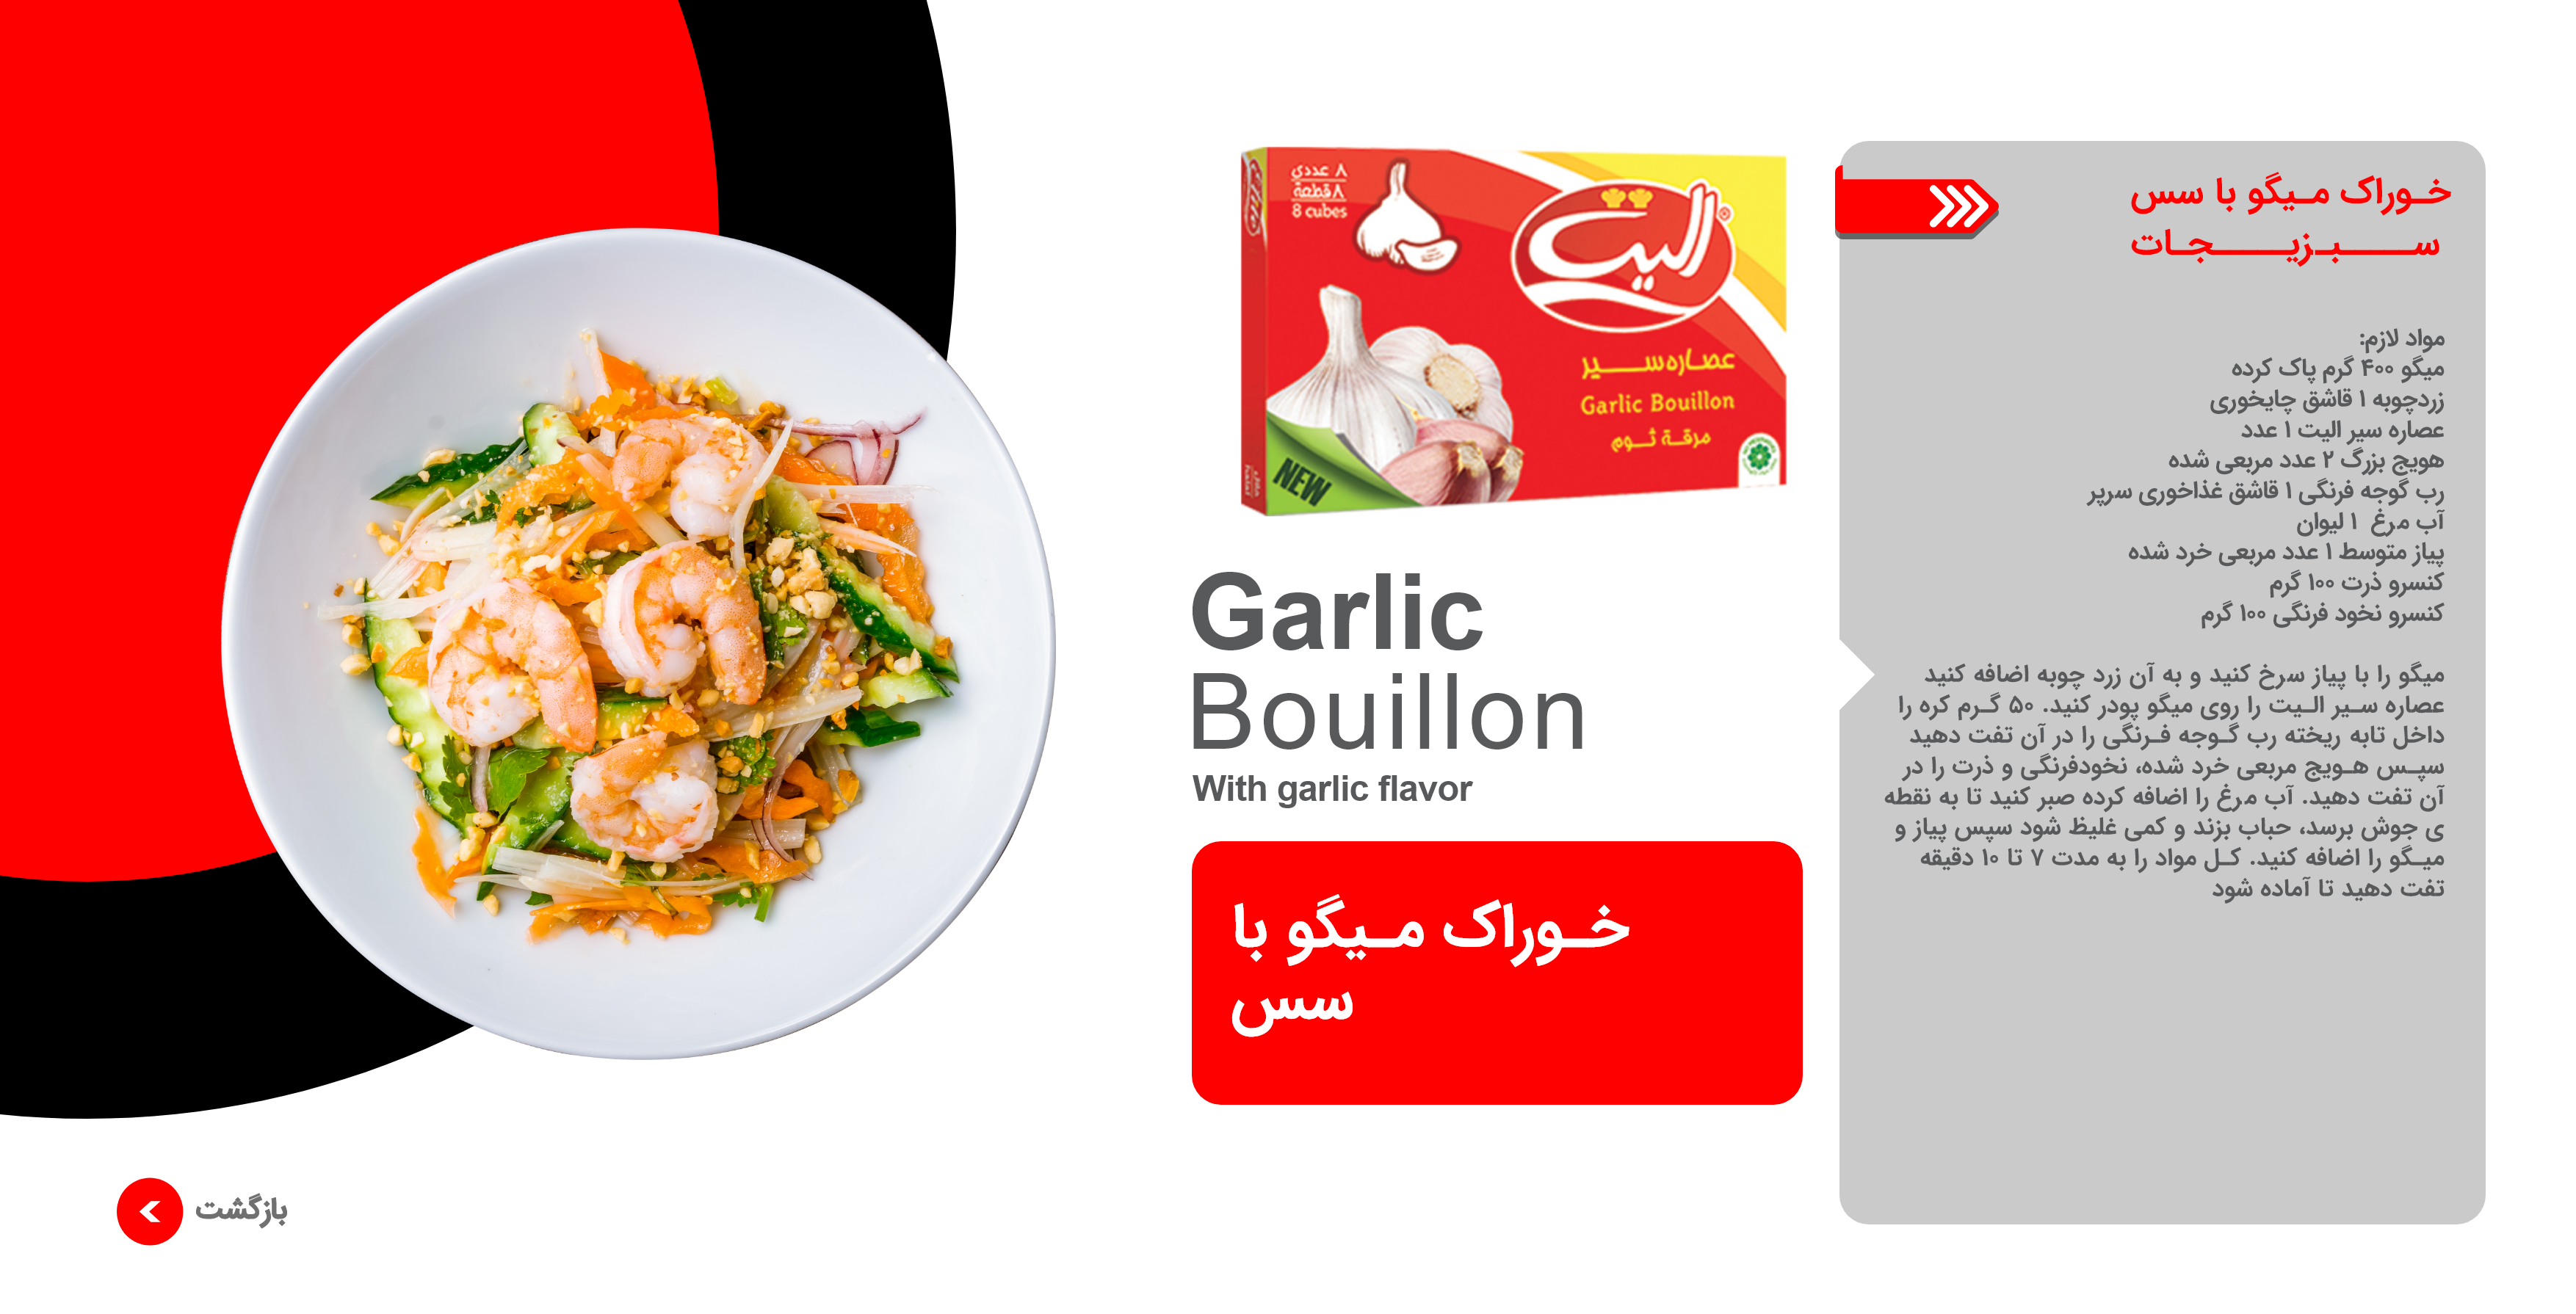 ۸ عددی
۸ قطعة
8 cubes
الیت
عصاره سیر
Garlic Bouillon
مرقة ثوم
NEW
Garlic
Bouillon
With garlic flavor
خوراک میگو با
سس
خوراک میگو با سس
سبزیجات
مواد لازم:
میگو ۴۰۰ گرم پاک کرده
زردچوبه ۱ قاشق چایخوری
عصاره سیر الیت ۱ عدد
هویج بزرگ ۲ عدد مربعی شده
رب گوجه فرنگی ۱ قاشق غذاخوری سرپر
آب مرغ ۱ لیوان
پیاز متوسط ۱ عدد مربعی خرد شده
کنسرو ذرت ۱۰۰ گرم
کنسرو نخود فرنگی ۱۰۰ گرم
میگو را با پیاز سرخ کنید و به آن زرد چوبه اضافه کنید
عصاره سیر الیت را روی میگو پودر کنید. ۵۰ گرم کره را
داخل تابه ریخته رب گوجه فرنگی را در آن تفت دهید
سپس هویج مربعی خرد شده، نخودفرنگی و ذرت را در
آن تفت دهید. آب مرغ را اضافه کرده صبر کنید تا به نقطه
ی جوش برسد، حباب بزند و کمی غلیظ شود سپس پیاز و
میگو را اضافه کنید. کل مواد را به مدت ۷ تا ۱۰ دقیقه
تفت دهید تا آماده شود
بازگشت